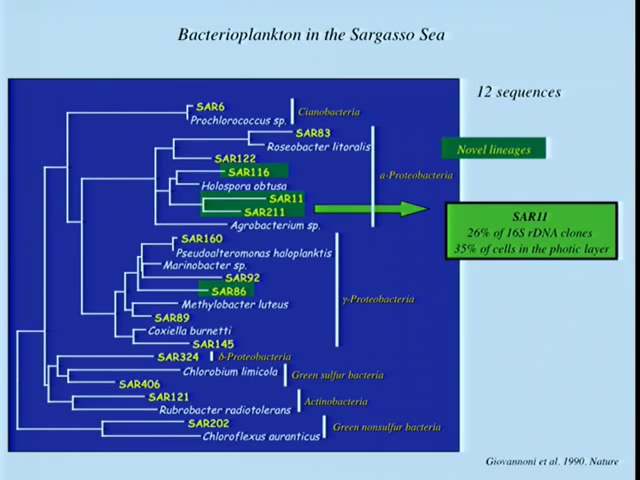 Bacterioplankton in the Sargasso Sea
12 sequences
SAR6
Prochlorococcus sp.
Cianobacteria
SAR83
Roseobacter litoralis
SAR122
SAR116
Holospora obtusa
SAR11
SAR211
Agrobacterium sp.
α-Proteobacteria
Novel lineages
SAR11
26% of 16S rDNA clones
35% of cells in the photic layer
SAR160
Pseudoalteromonas haloplanktis
Marinobacter sp.
SAR92
SAR86
Methylobacter luteus
SAR89
Coxiella burnetti
SAR145
γ-Proteobacteria
SAR324
δ-Proteobacteria
Chlorobium limicola
SAR406
Green sulfur bacteria
SAR121
Rubrobacter radiotolerans
Actinobacteria
SAR202
Chloroflexus auranticus
Green nonsulfur bacteria
Giovannoni et al. 1990. Nature